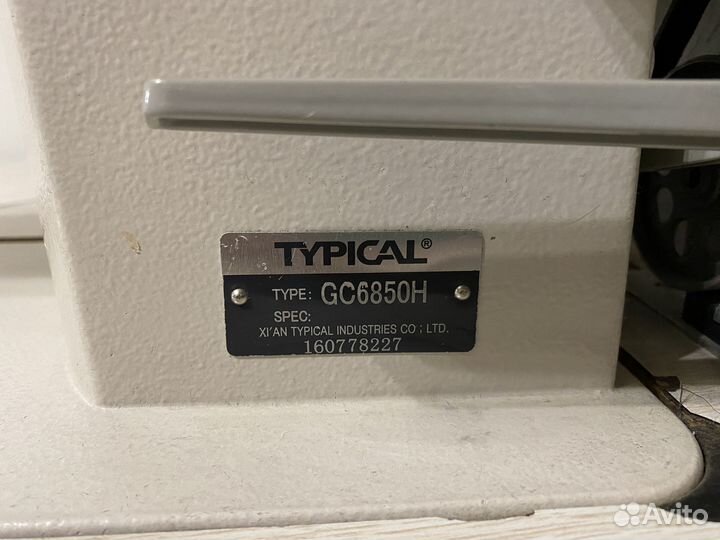 TYPICAL®
TYPE: GC6850H
SPEC:
XI'AN TYPICAL INDUSTRIES CO ; LTD.
160778227
Avito